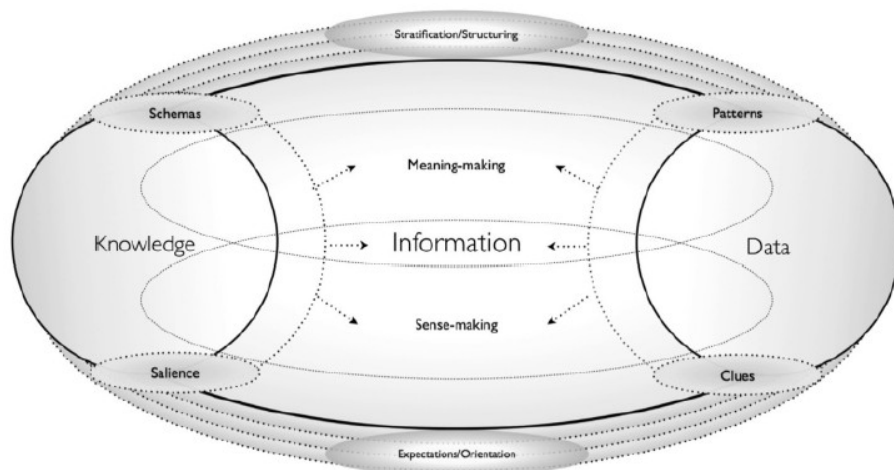 Stratification/Structuring
Schemas
Patterns
Meaning-making
Knowledge
Information
Data
Sense-making
Salience
Clues
Expectations/Orientation